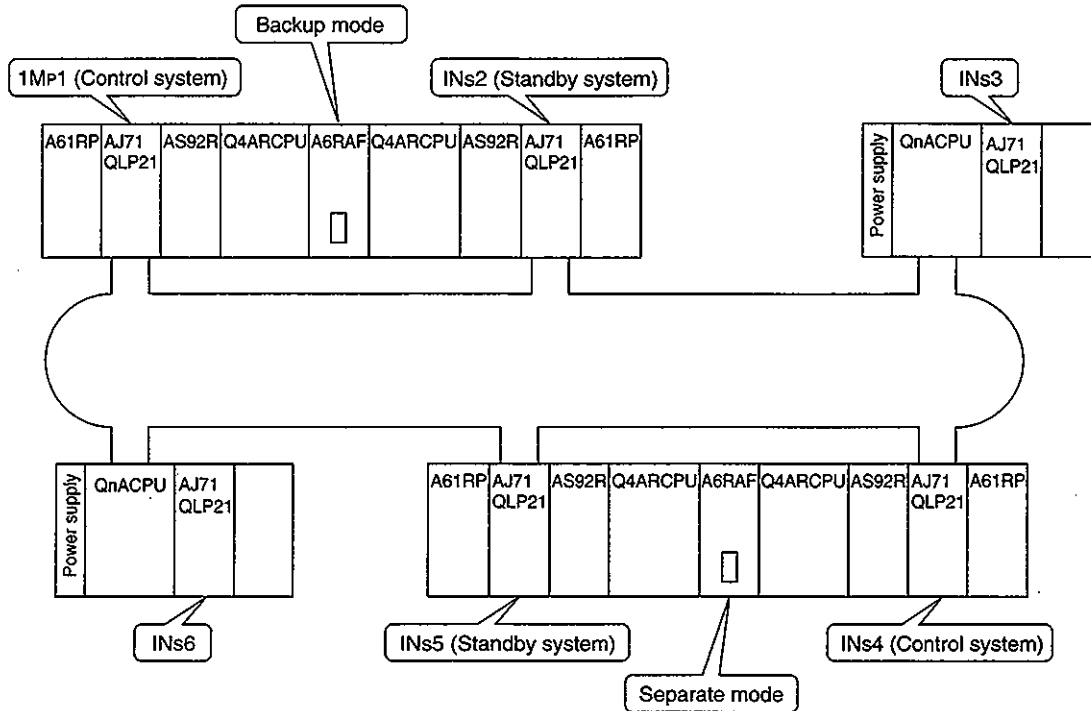 Backup mode
1MP1 (Control system)
INs2 (Standby system)
INs3
A61RP
AJ71
QLP21
AS92R
Q4ARCPU
A6RAF
Q4ARCPU
AS92R
AJ71
QLP21
A61RP
Power supply
QnACPU
AJ71
QLP21
Power supply
QnACPU
AJ71
QLP21
A61RP
AJ71
QLP21
AS92R
Q4ARCPU
A6RAF
Q4ARCPU
AS92R
AJ71
QLP21
A61RP
INs6
INs5 (Standby system)
INs4 (Control system)
Separate mode